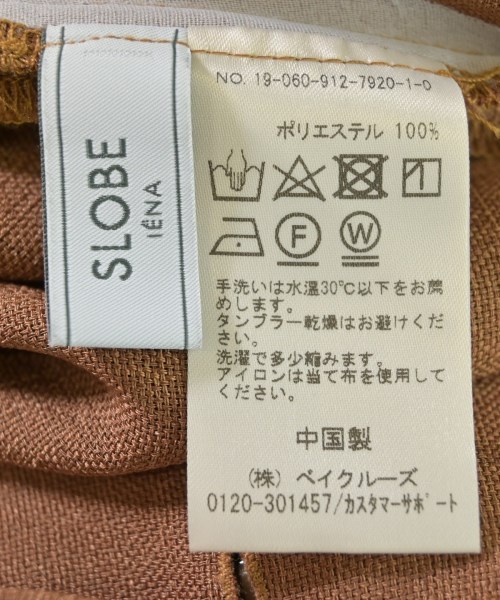 SLOBE
IÉNA
NO. 19-060-912-7920-1-0
ポリエステル 100%
F
W
手洗いは水温30℃以下をお薦
めします。
タンブラー乾燥はお避けくだ
さい。
洗濯で多少縮みます。
アイロンは当て布を使用して
ください。
中国製
(株) ベイクルーズ
0120-301457/カスタマーサポート